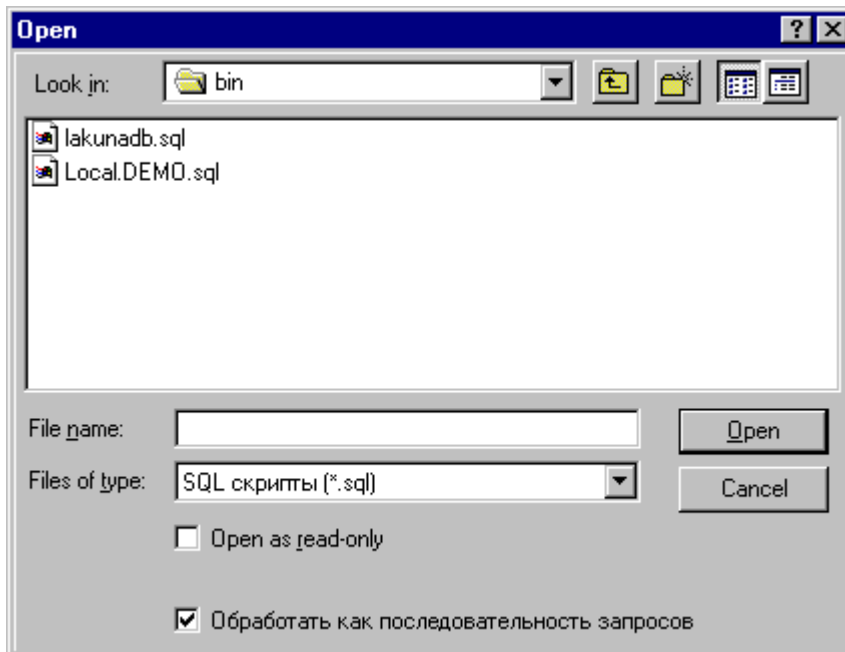 Open
Look in: bin
lakunadb.sql
Local.DEMO.sql
File name: Open
Files of type: SQL скрипты (*.sql) Cancel
Open as read-only
Обработать как последовательность запросов